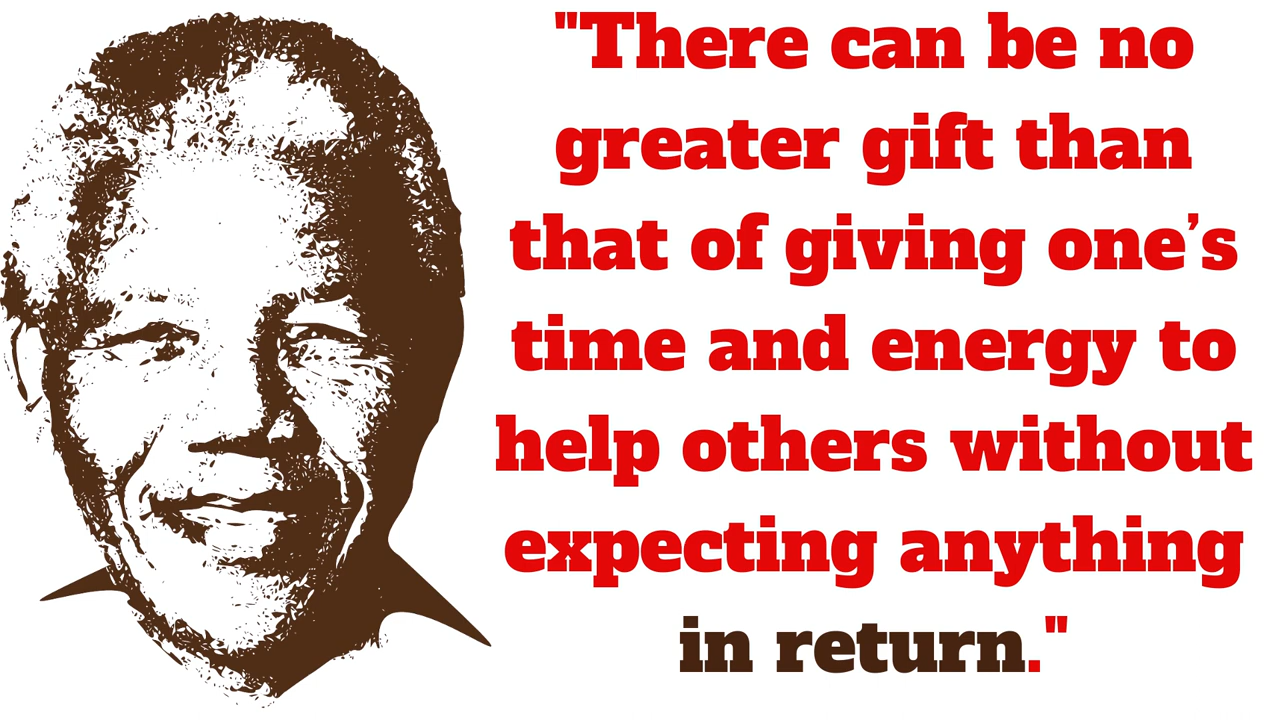 "There can be no
greater gift than
that of giving one’s
time and energy to
help others without
expecting anything
in return."